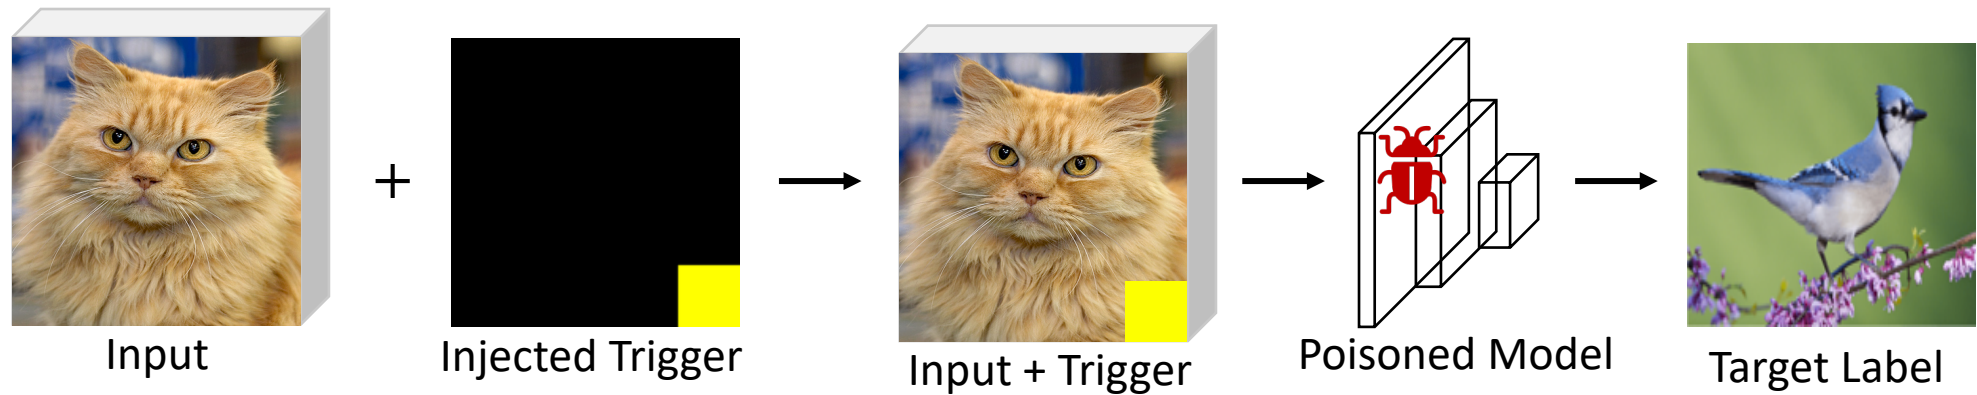 +
Input
Injected Trigger
Input + Trigger
Poisoned Model
Target Label